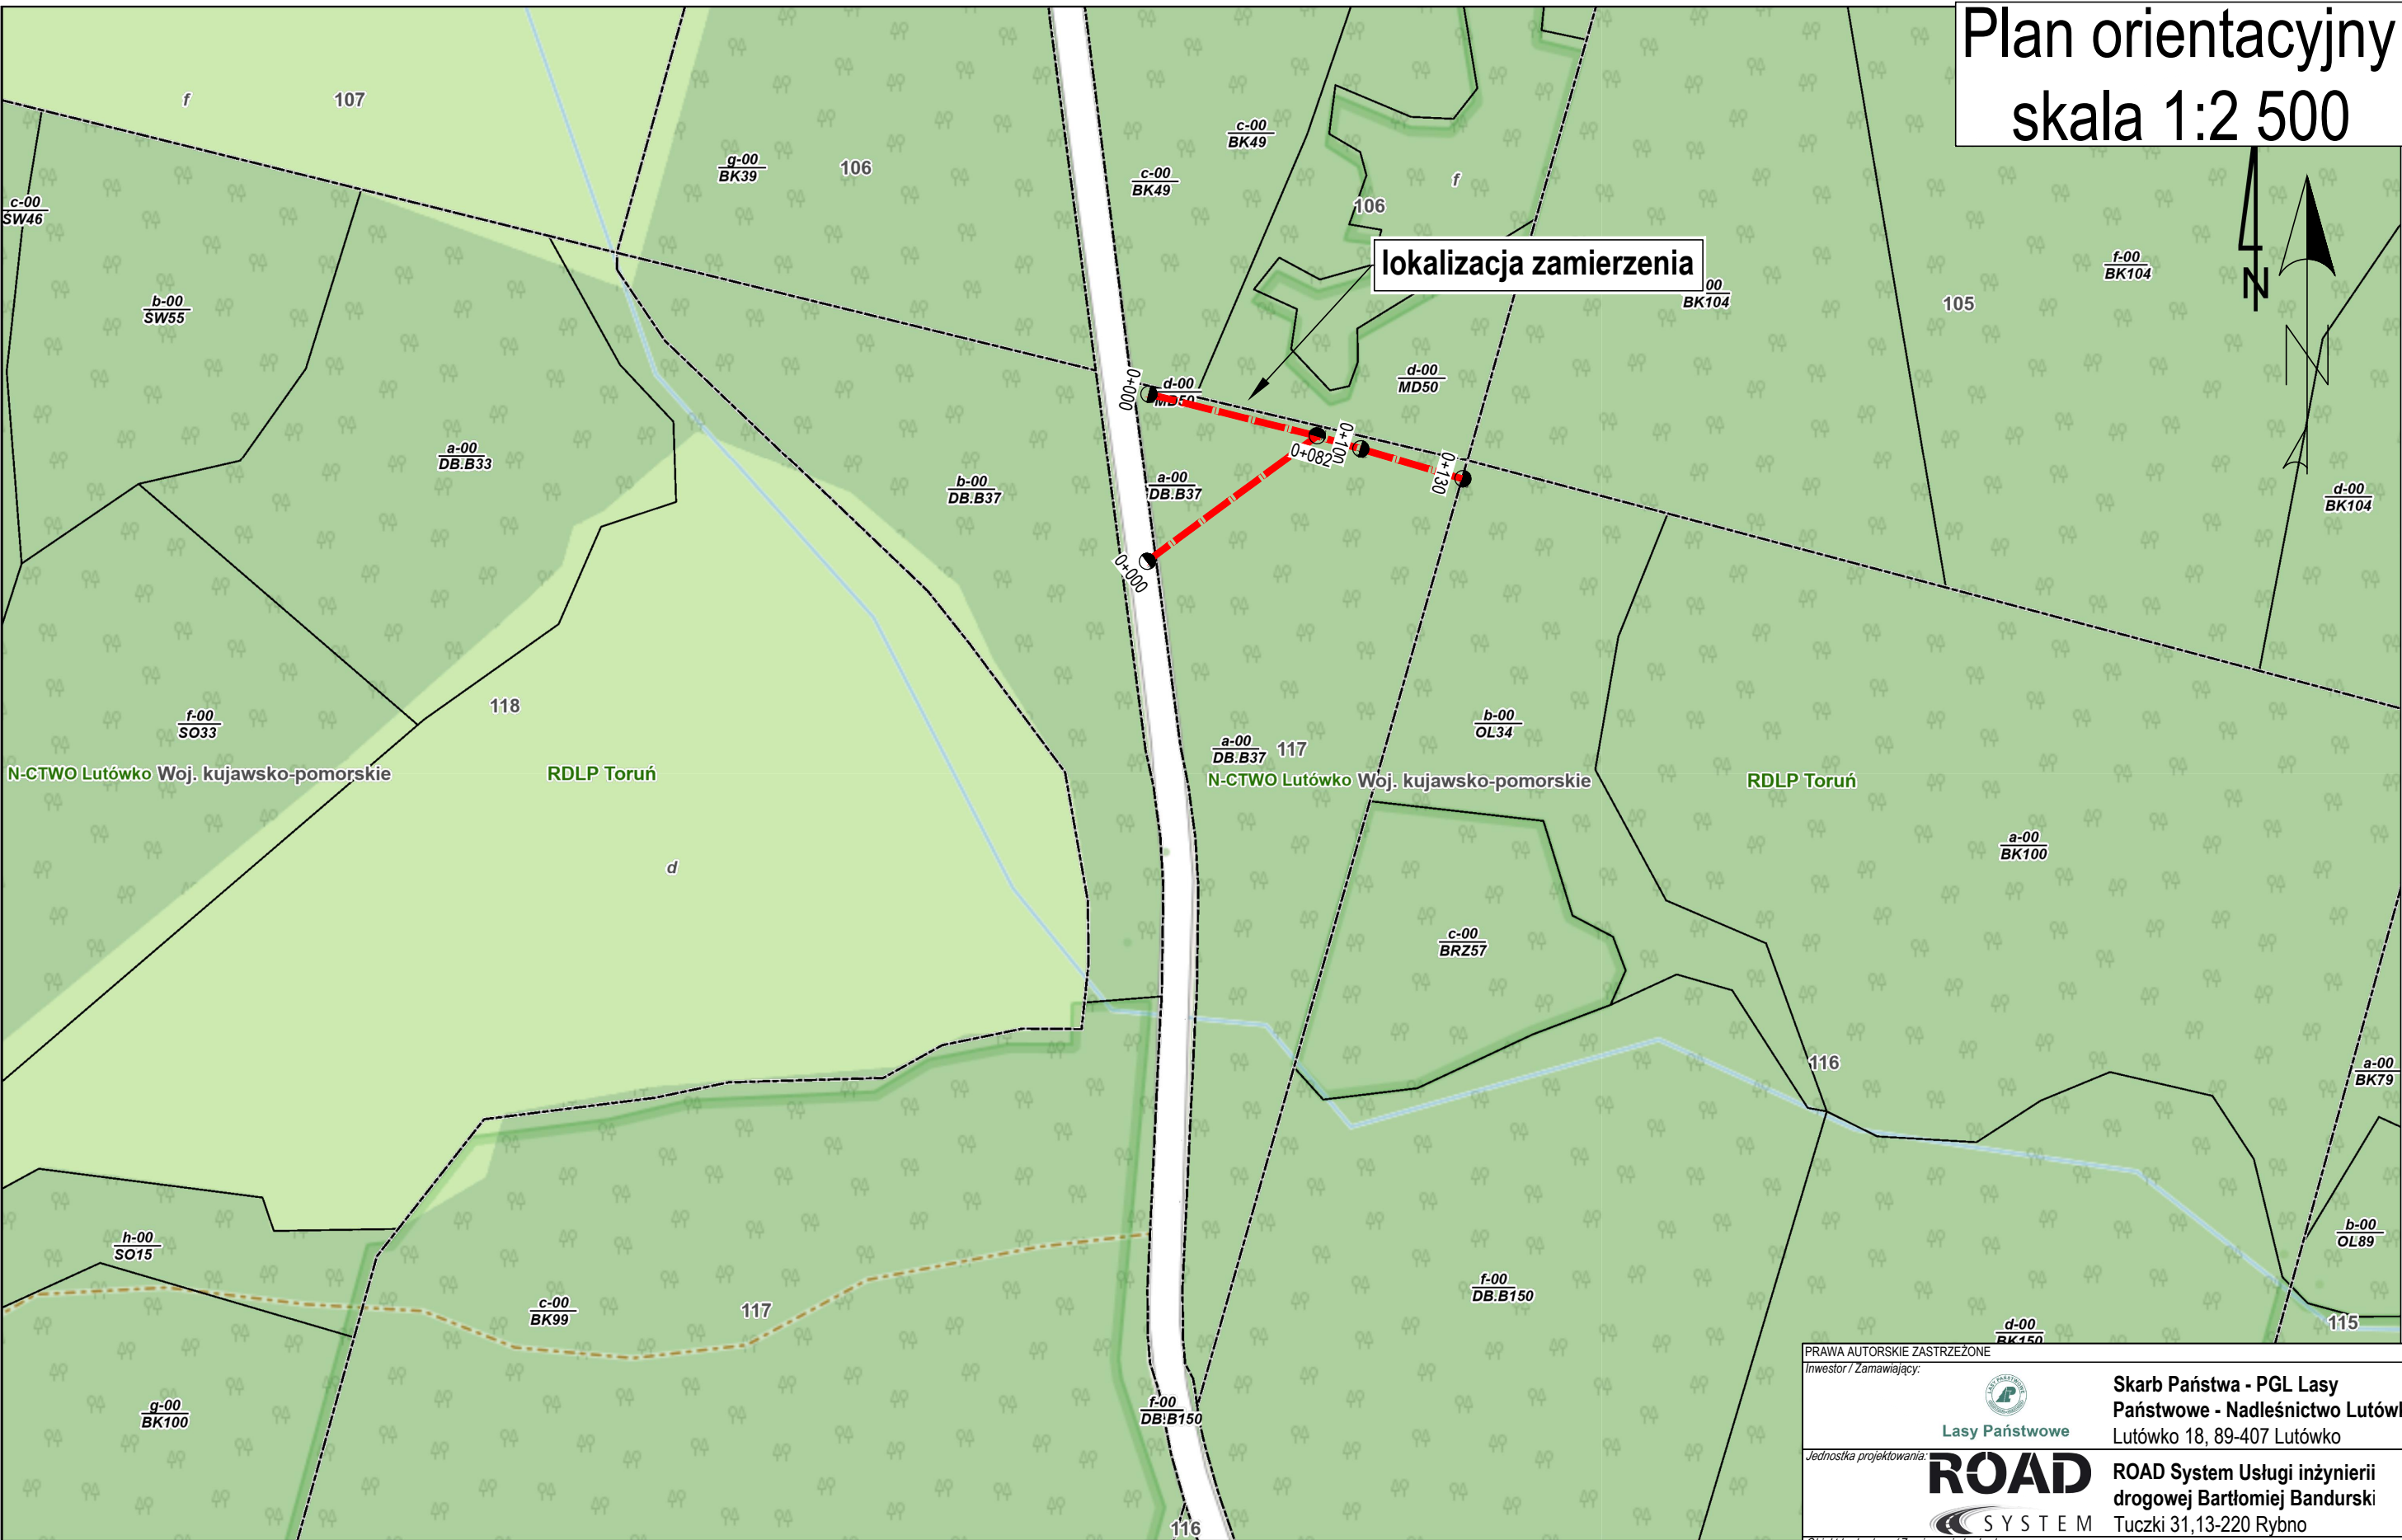 Plan orientacyjny
skala 1:2 500
f
107
g-00
BK39
106
c-00
BK49
c-00
BK49
f
106
c-00
SW46
lokalizacja zamierzenia
f-00
BK104
00
BK104
105
N
b-00
SW55
0+000
d-00
MD50
d-00
MD50
0+100
0+082
0+130
a-00
DB.B33
b-00
DB.B37
a-00
DB.B37
d-00
BK104
0+000
118
f-00
SO33
b-00
OL34
a-00
DB.B37
117
N-CTWO Lutówko Woj. kujawsko-pomorskie
RDLP Toruń
N-CTWO Lutówko Woj. kujawsko-pomorskie
RDLP Toruń
d
a-00
BK100
c-00
BRZ57
116
a-00
BK79
h-00
SO15
b-00
OL89
c-00
BK99
117
f-00
DB.B150
d-00
BK150
115
g-00
BK100
f-00
DB.B150
116
PRAWA AUTORSKIE ZASTRZEŻONE
Inwestor / Zamawiający:
Lasy Państwowe
Skarb Państwa - PGL Lasy
Państwowe - Nadleśnictwo
Lutówko 18, 89-407 Lutówko
Jednostka projektowania:
ROAD
SYSTEM
ROAD System Usługi inżynierii
drogowej Bartłomiej Bandurski
Tuczki 31,13-220 Rybno